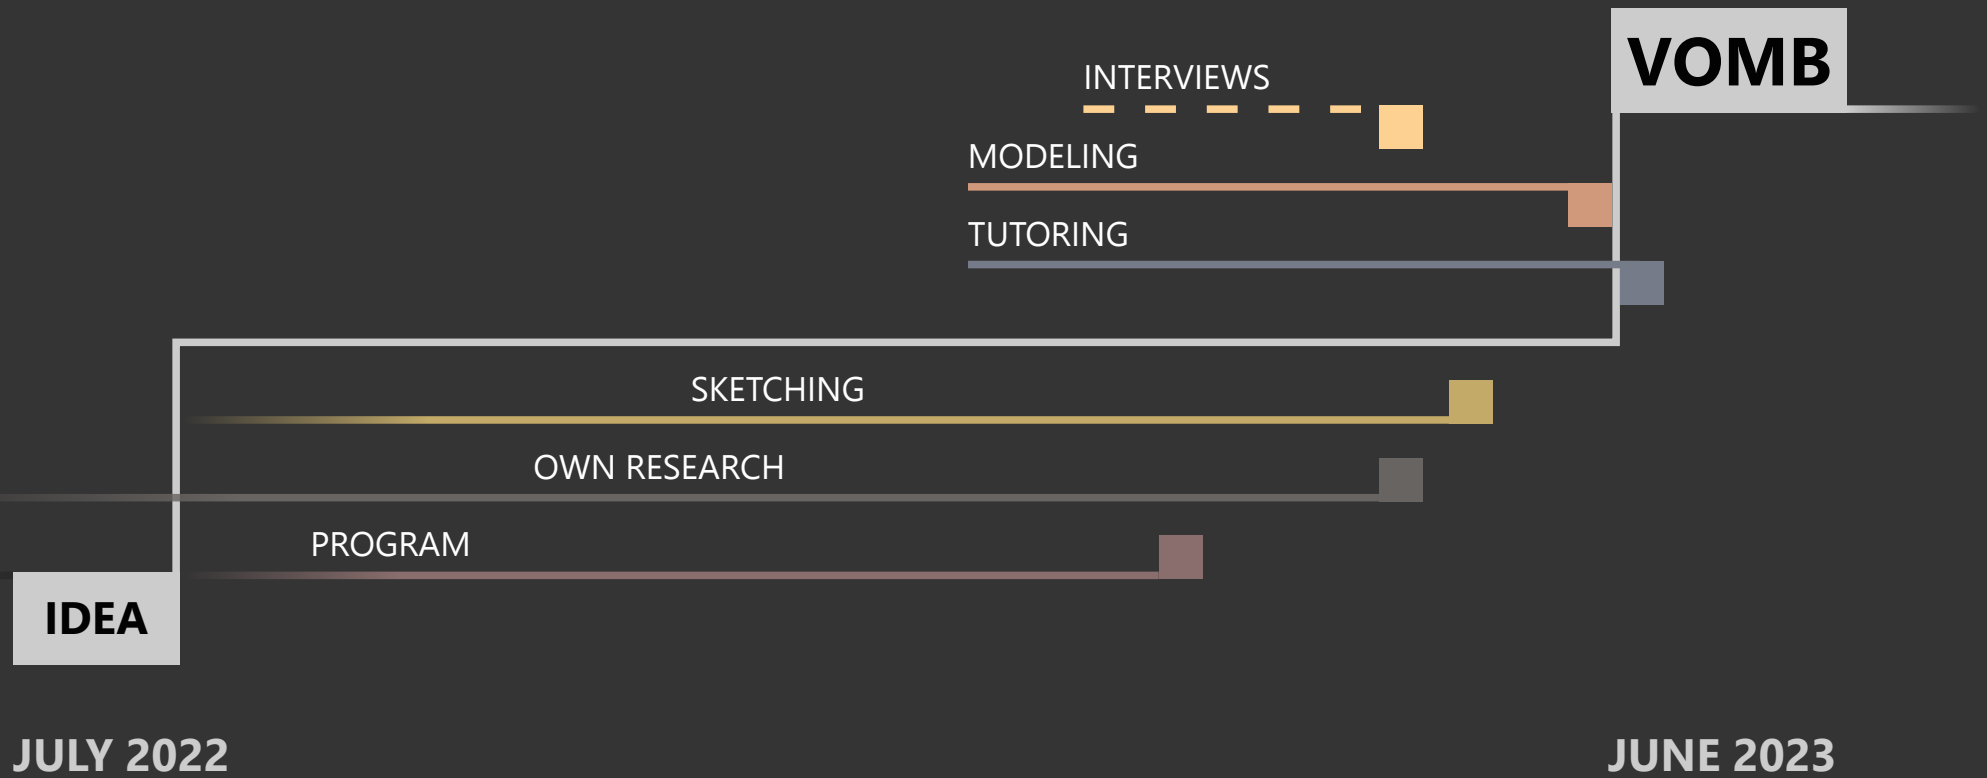 VOMB
INTERVIEWS
MODELING
TUTORING
SKETCHING
OWN RESEARCH
PROGRAM
IDEA
JULY 2022
JUNE 2023